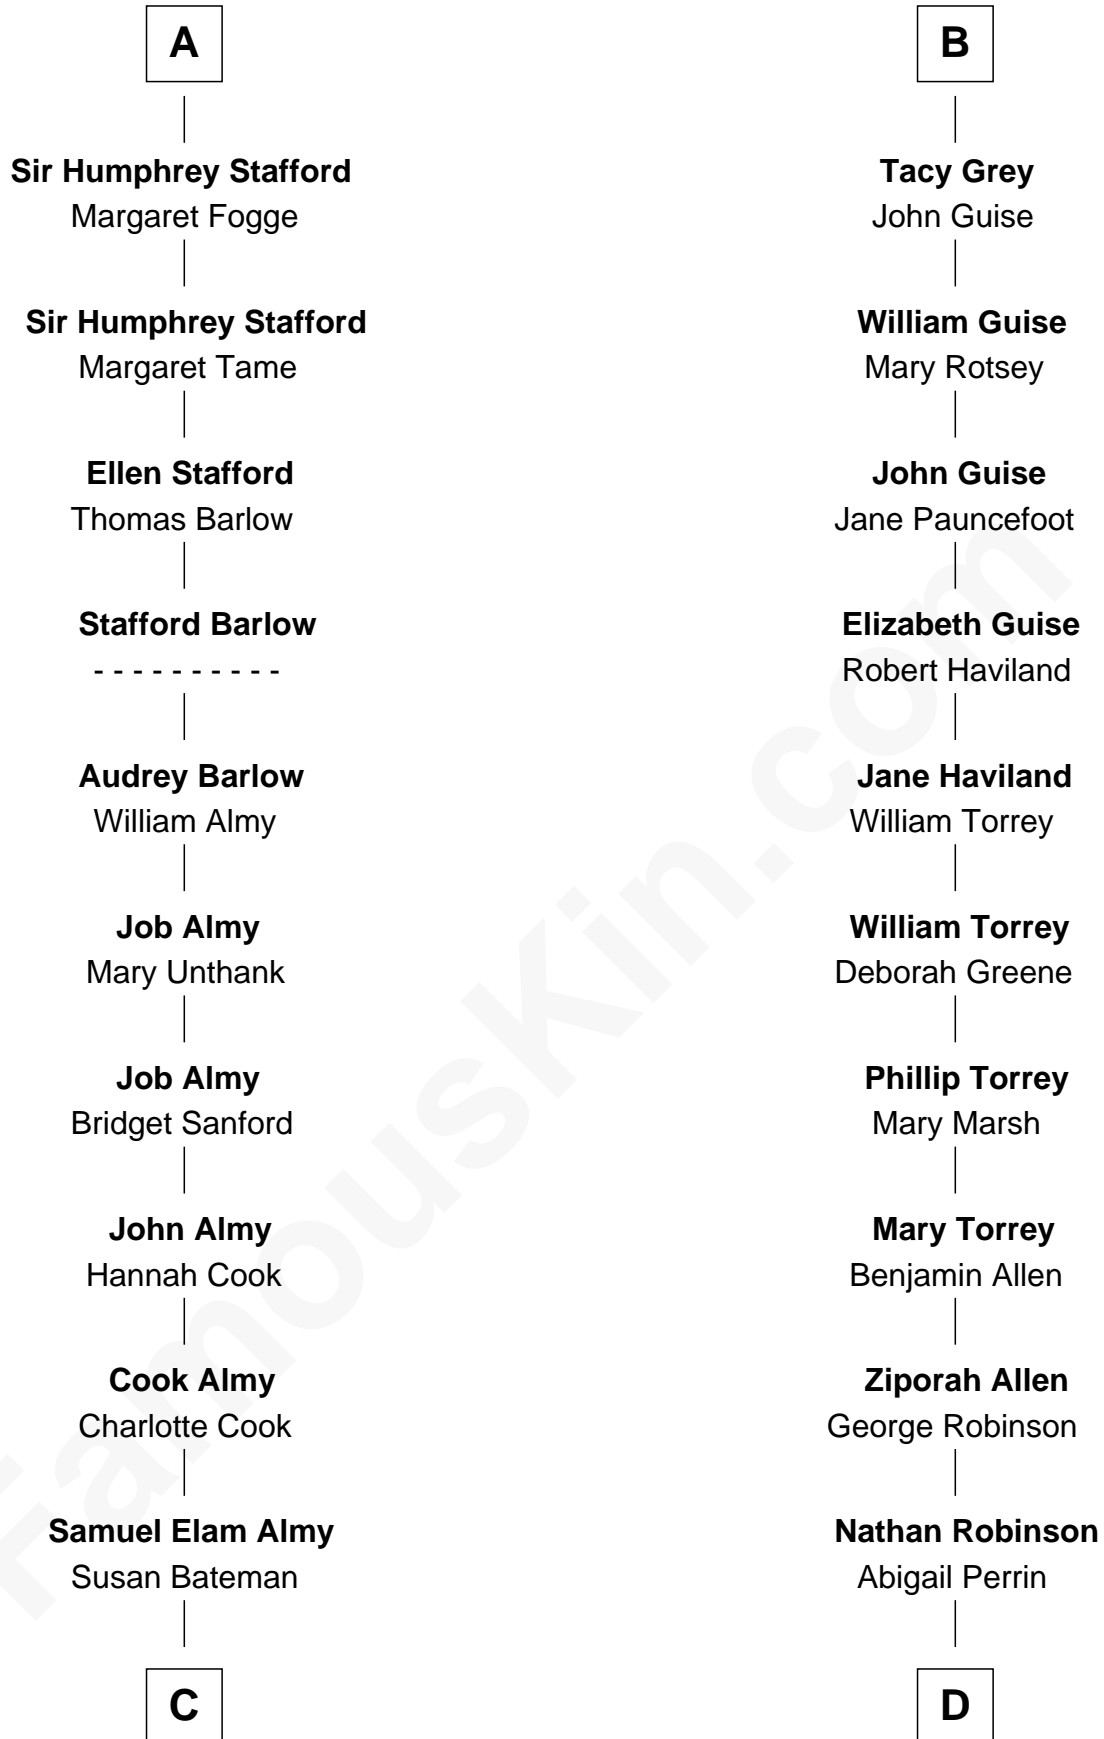 A
Sir Humphrey Stafford
Margaret Fogge
Sir Humphrey Stafford
Margaret Tame
Ellen Stafford
Thomas Barlow
Stafford Barlow
- - - - - - - - - -
Audrey Barlow
William Almy
Job Almy
Mary Unthank
Job Almy
Bridget Sanford
John Almy
Hannah Cook
Cook Almy
Charlotte Cook
Samuel Elam Almy
Susan Bateman
C
B
Tacy Grey
John Guise
William Guise
Mary Rotsey
John Guise
Jane Pauncefoot
Elizabeth Guise
Robert Haviland
Jane Haviland
William Torrey
William Torrey
Deborah Greene
Phillip Torrey
Mary Marsh
Mary Torrey
Benjamin Allen
Ziporah Allen
George Robinson
Nathan Robinson
Abigail Perrin
D
FamousKin.com